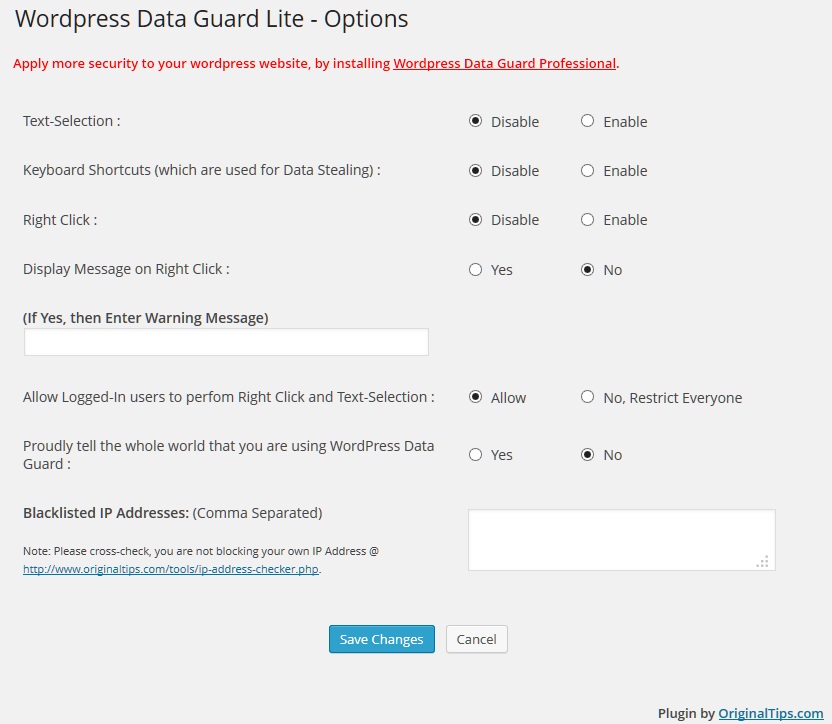 Wordpress Data Guard Lite - Options
Apply more security to your wordpress website, by installing Wordpress Data Guard Professional.
Text-Selection : Disable Enable
Keyboard Shortcuts (which are used for Data Stealing) : Disable Enable
Right Click : Disable Enable
Display Message on Right Click : Yes No
(If Yes, then Enter Warning Message)
Allow Logged-In users to perfom Right Click and Text-Selection : Allow No, Restrict Everyone
Proudly tell the whole world that you are using WordPress Data
Guard : Yes No
Blacklisted IP Addresses: (Comma Separated)
Note: Please cross-check, you are not blocking your own IP Address @
http://www.originaltips.com/tools/ip-address-checker.php.
Save Changes Cancel
Plugin by OriginalTips.com